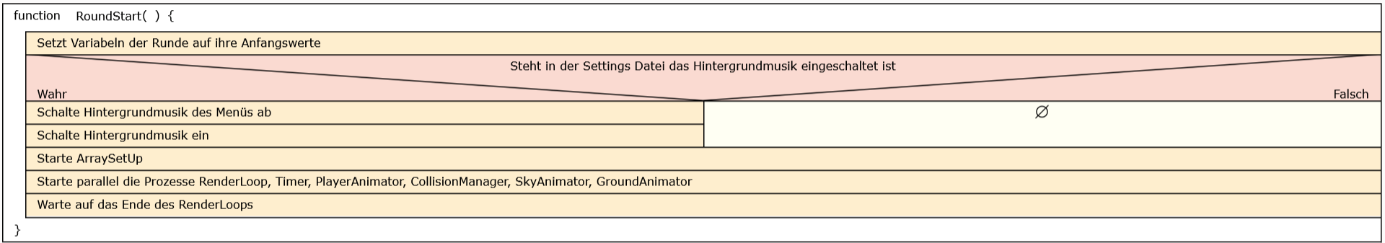 function RoundStart( ) {
Setzt Variabeln der Runde auf ihre Anfangswerte
Steht in der Settings Datei das Hintergrundmusik eingeschaltet ist
Wahr
Falsch
Schalte Hintergrundmusik des Menüs ab
∅
Schalte Hintergrundmusik ein
Starte ArraySetUp
Starte parallel die Prozesse RenderLoop, Timer, PlayerAnimator, CollisionManager, SkyAnimator, GroundAnimator
Warte auf das Ende des RenderLoops
}